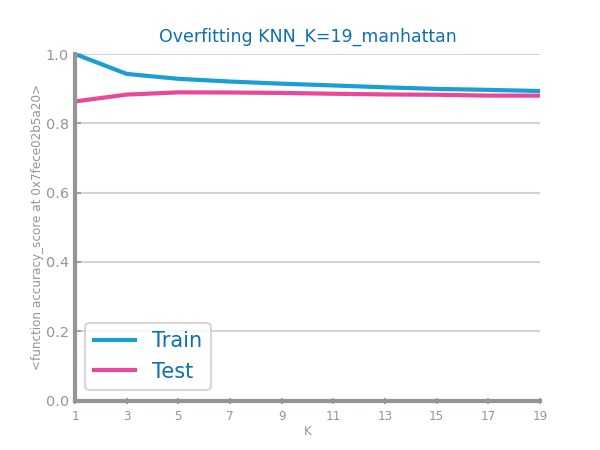 Overfitting KNN_K=19_manhattan
<function accuracy_score at 0x7fece02b5a20>
1.0
0.8
0.6
0.4
0.2
0.0
Train
Test
1 3 5 7 9 11 13 15 17 19
K